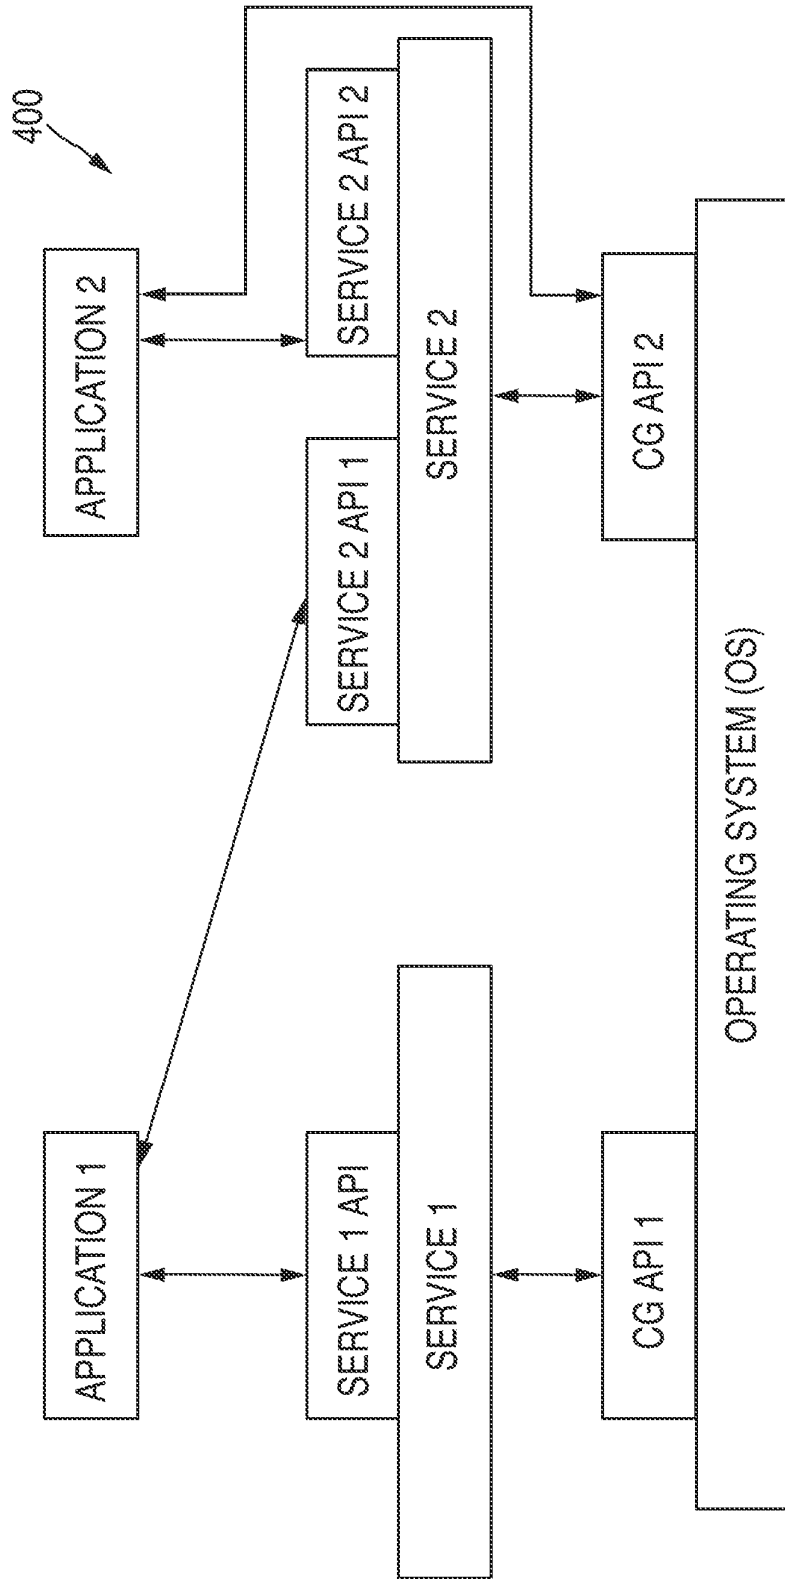 400
APPLICATION 1
APPLICATION 2
SERVICE 1 API
SERVICE 2 API 1
SERVICE 2 API 2
SERVICE 1
SERVICE 2
CG API 1
CG API 2
OPERATING SYSTEM (OS)